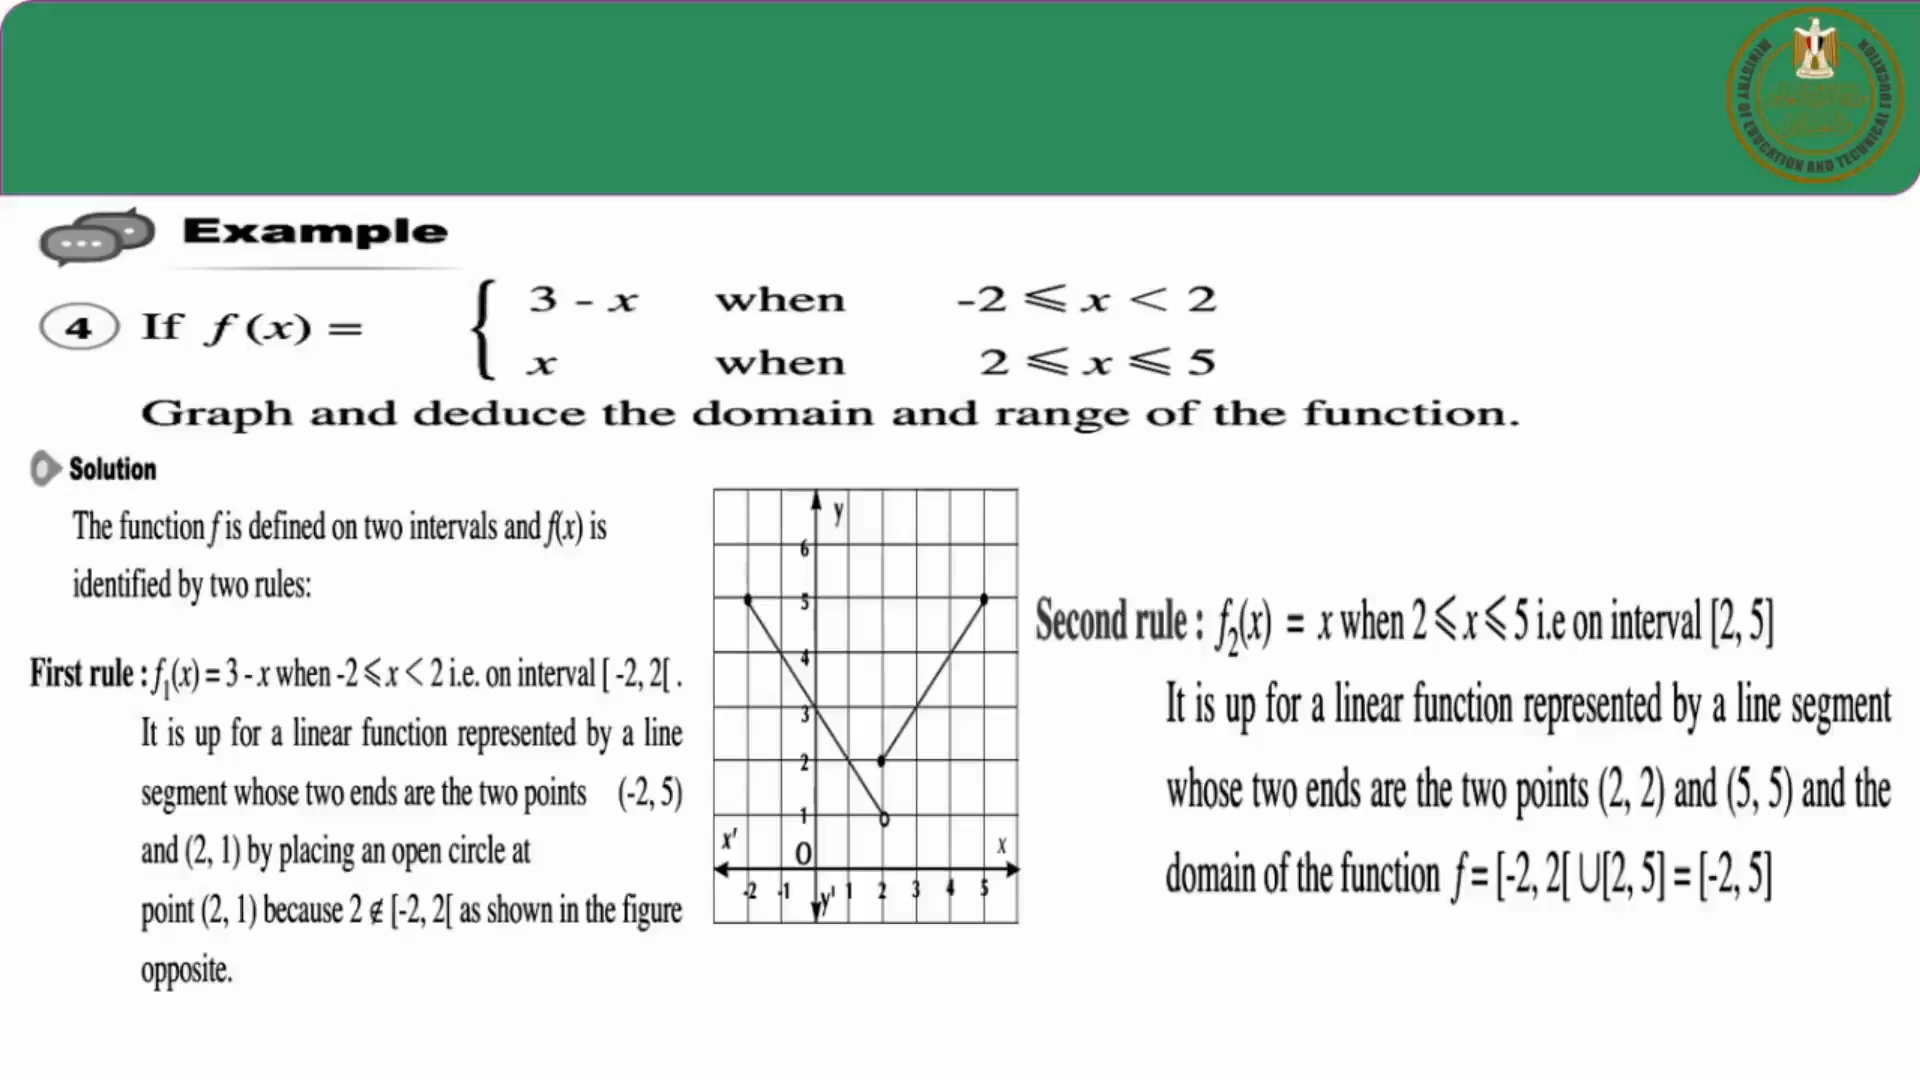 MINISTRY OF EDUCATION AND TECHNICAL EDUCATION
Example
4 If f(x) = { 3 - x when -2 ⩽ x < 2
x when 2 ⩽ x ⩽ 5
Graph and deduce the domain and range of the function.
Solution
The function f is defined on two intervals and f(x) is
identified by two rules:
First rule : f₁(x) = 3 - x when -2 ⩽ x < 2 i.e. on interval [ -2, 2[ .
It is up for a linear function represented by a line
segment whose two ends are the two points (-2, 5)
and (2, 1) by placing an open circle at
point (2, 1) because 2 ∉ [-2, 2[ as shown in the figure
opposite.
y
6
5
4
3
2
1
x' O x
-2 -1 y' 1 2 3 4 5
Second rule : f₂(x) = x when 2 ⩽ x ⩽ 5 i.e on interval [2, 5]
It is up for a linear function represented by a line segment
whose two ends are the two points (2, 2) and (5, 5) and the
domain of the function f = [-2, 2[ ∪[2, 5] = [-2, 5]